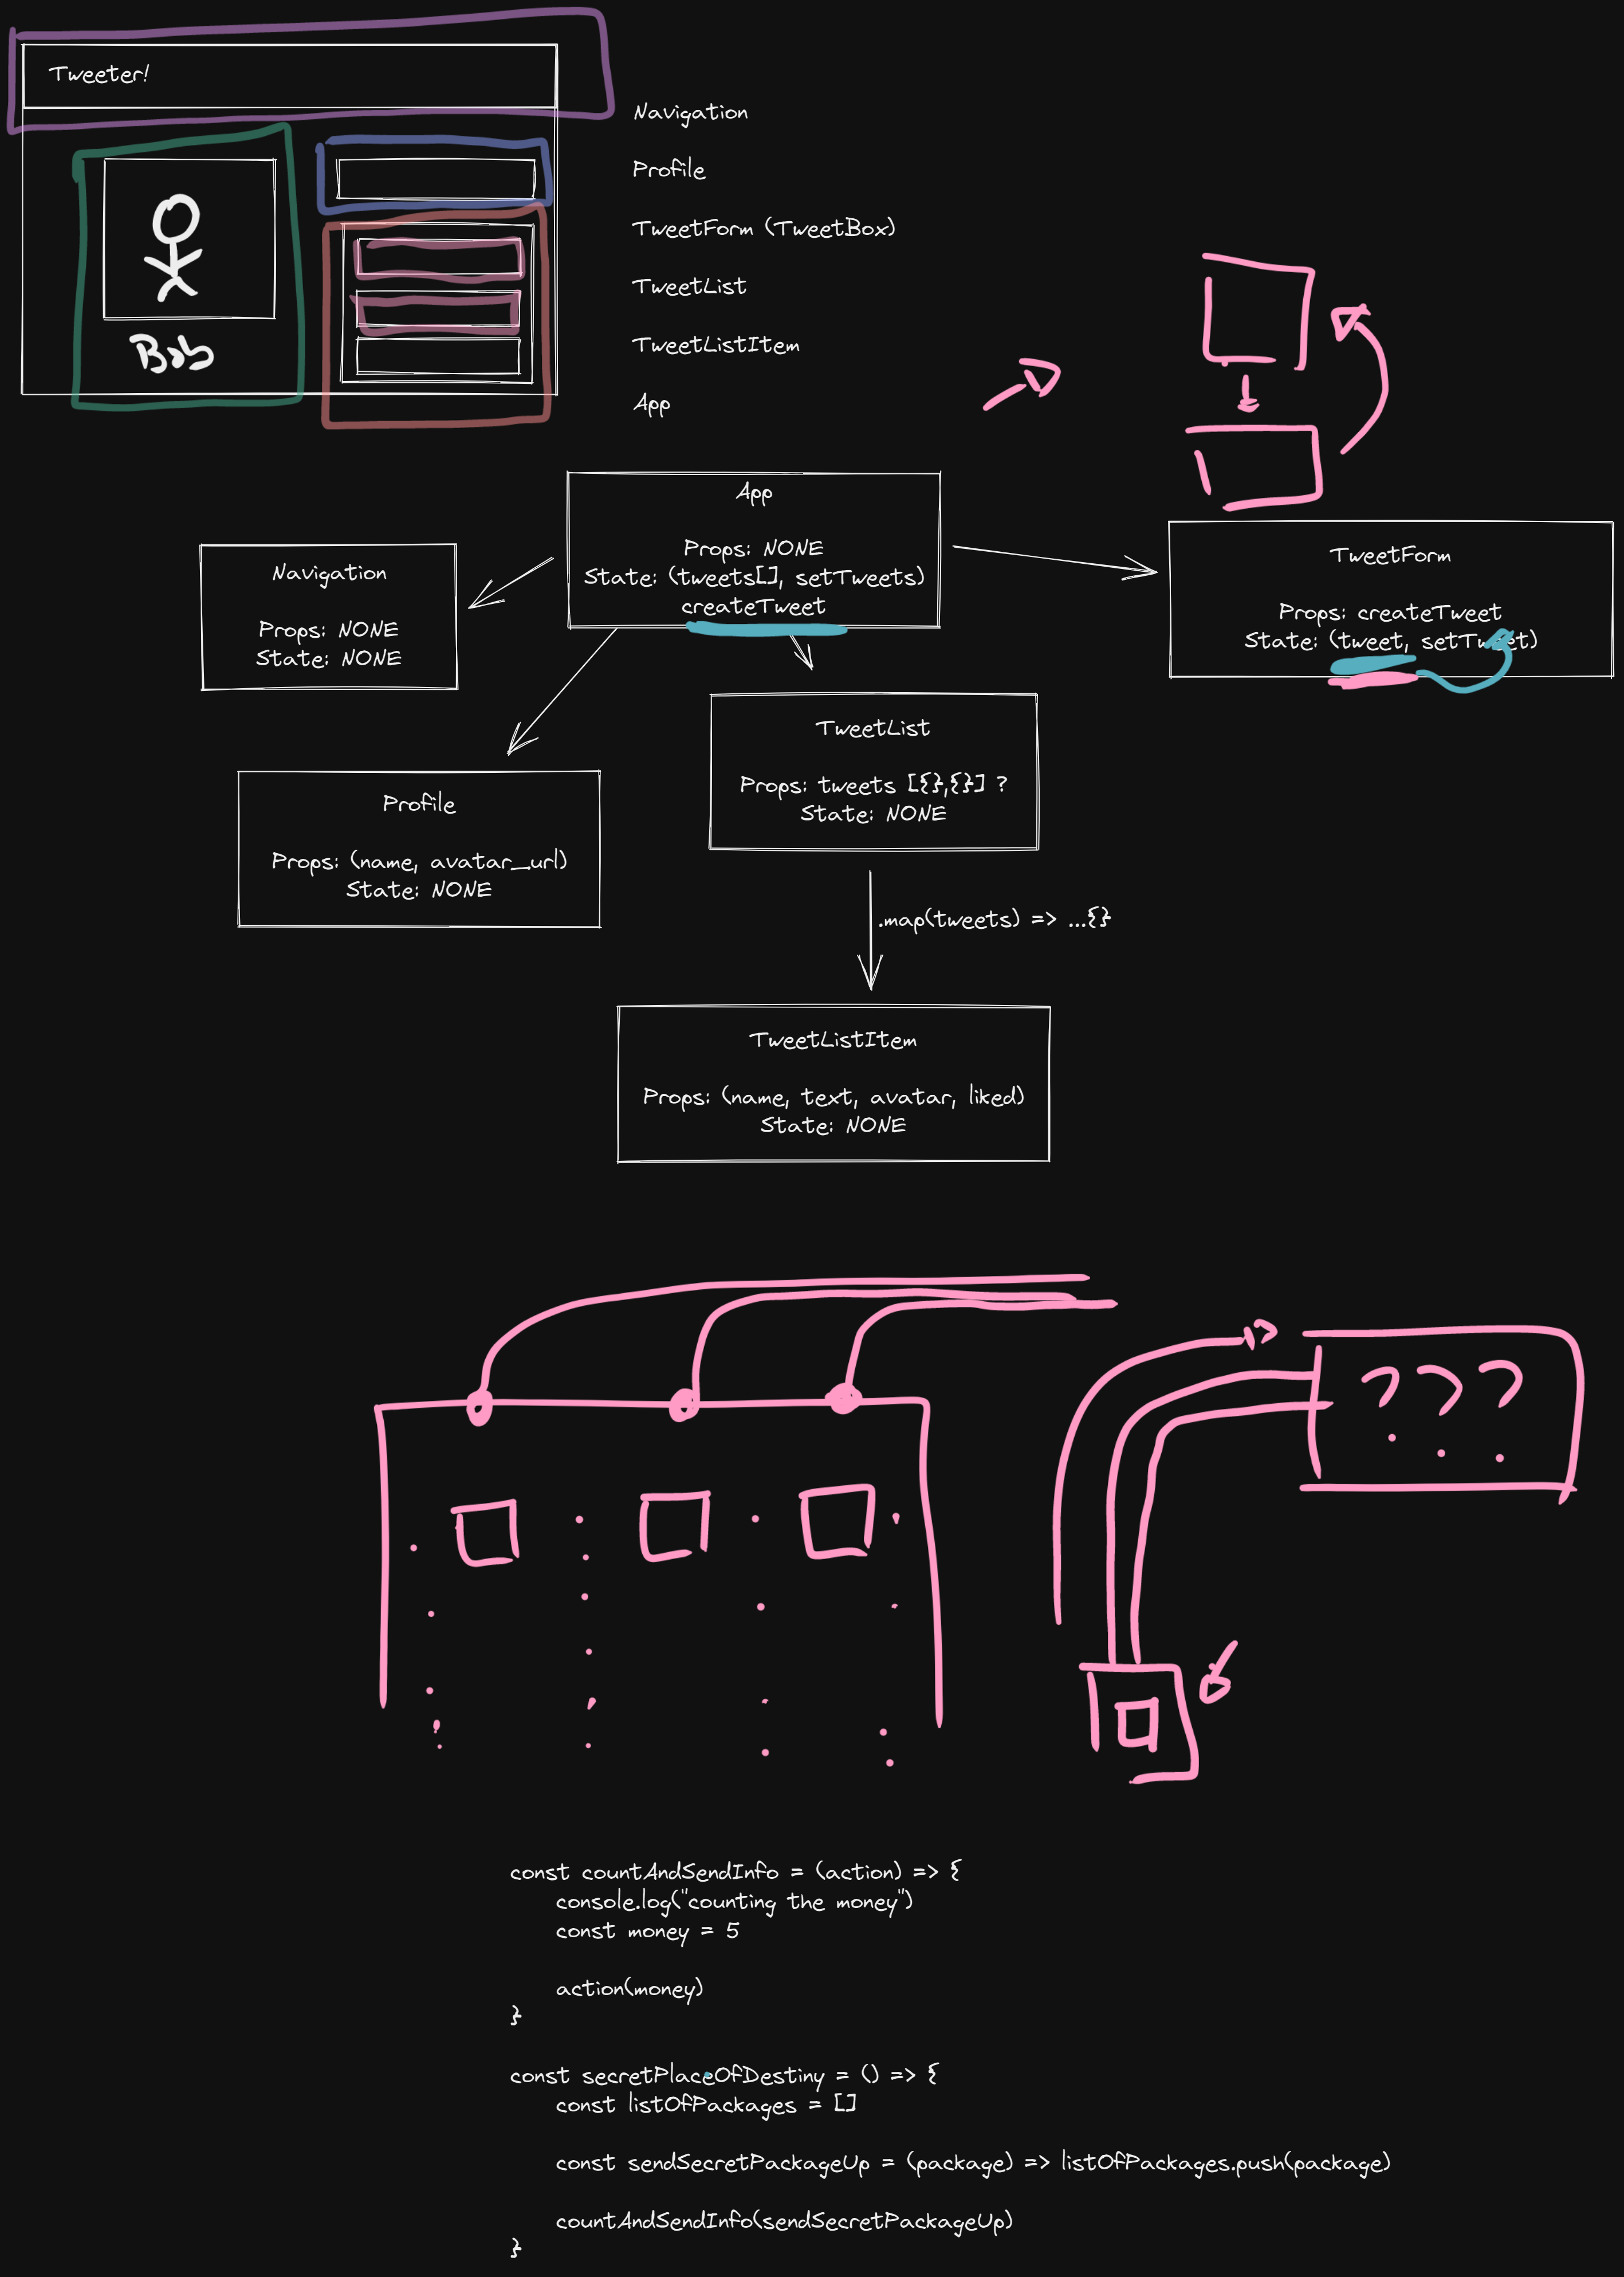 Tweeter!
Bob
Navigation
Profile
TweetForm (TweetBox)
TweetList
TweetListItem
App
App
Props: NONE
State: (tweets[], setTweets)
createTweet
Navigation
Props: NONE
State: NONE
TweetForm
Props: createTweet
State: (tweet, setTweet)
TweetList
Props: tweets [{},{}] ?
State: NONE
Profile
Props: (name, avatar_url)
State: NONE
.map(tweets) => ...{}
TweetListItem
Props: (name, text, avatar, liked)
State: NONE
? ? ?
const countAndSendInfo = (action) => {
console.log("counting the money")
const money = 5
action(money)
}
const secretPlaceOfDestiny = () => {
const listOfPackages = []
const sendSecretPackageUp = (package) => listOfPackages.push(package)
countAndSendInfo(sendSecretPackageUp)
}